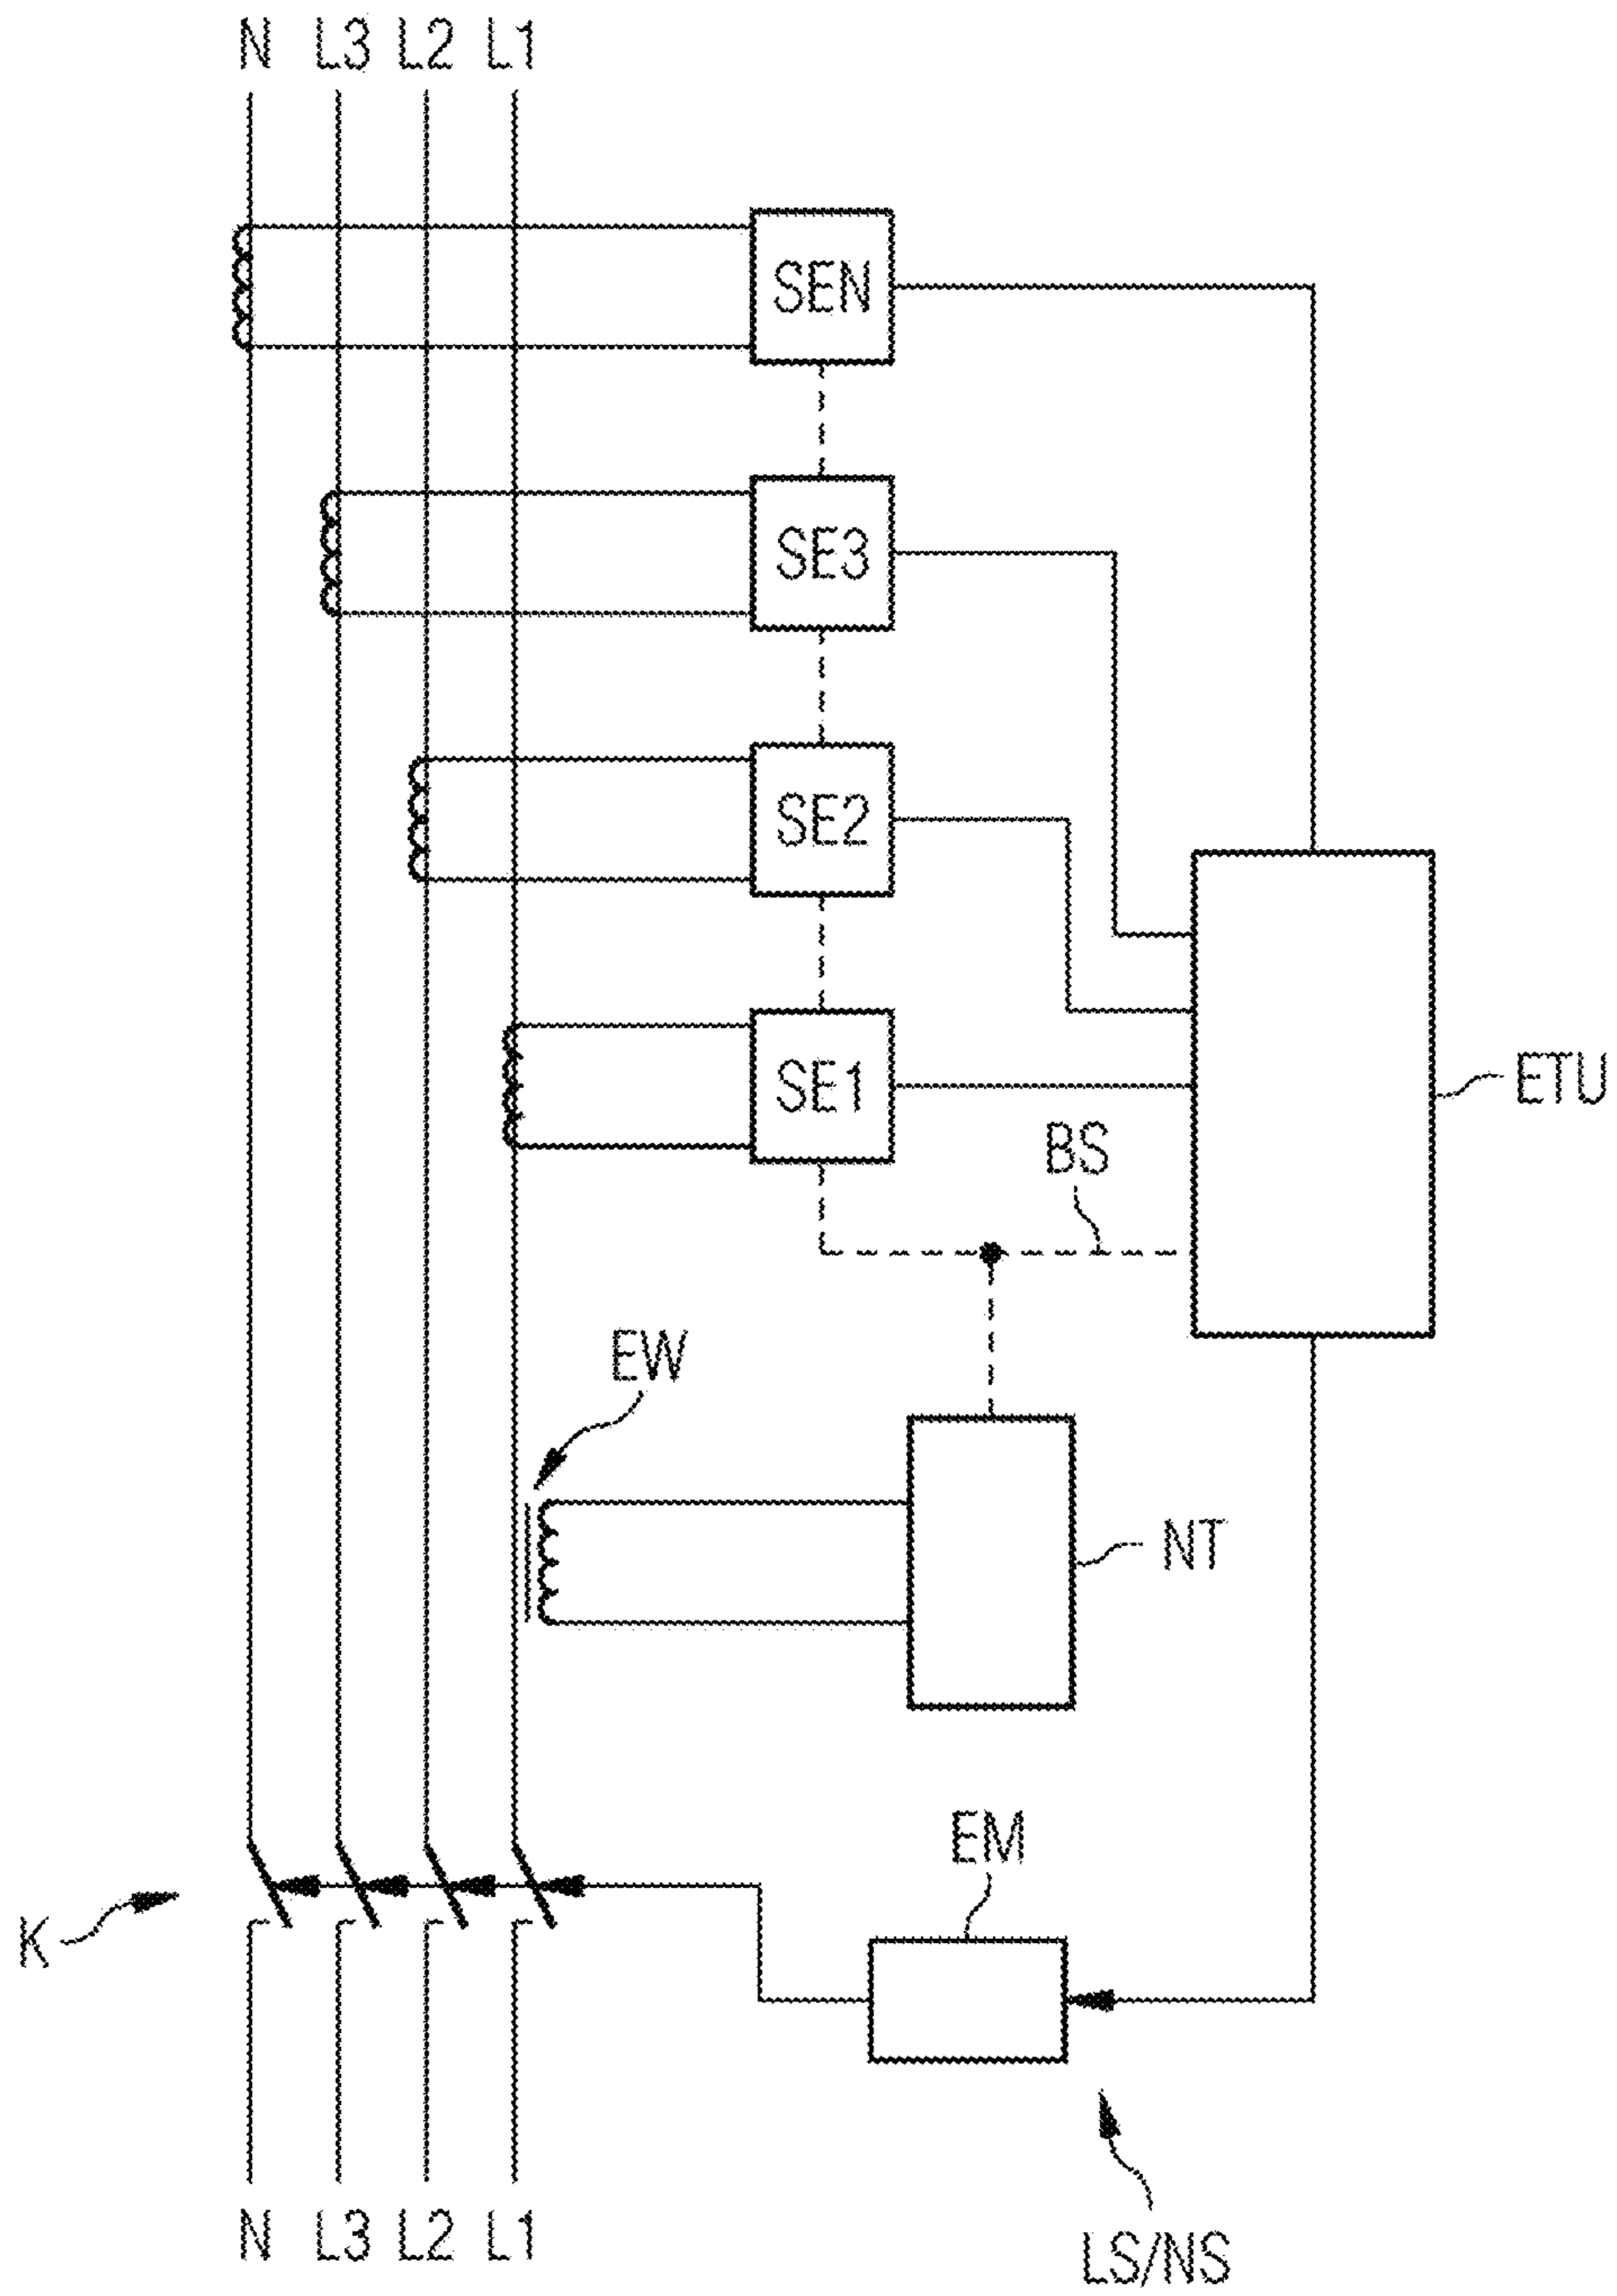 N L3 L2 L1
SEN
SE3
SE2
SE1
ETU
BS
EW
NT
EM
K
N L3 L2 L1
LS/NS